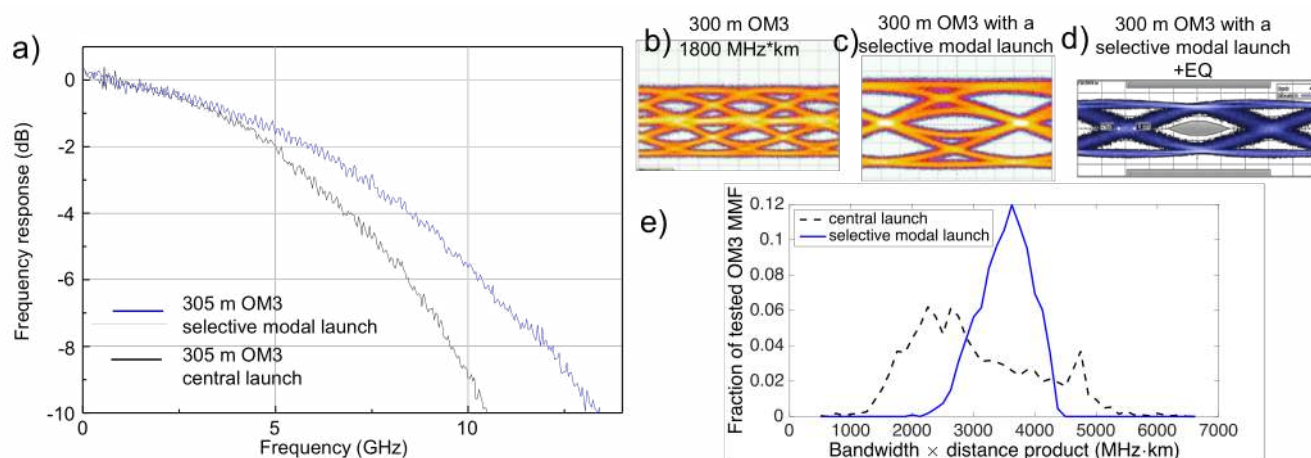 a)
Frequency response (dB)
0
-2
-4
-6
-8
-10
0
5
10
Frequency (GHz)
305 m OM3
selective modal launch
305 m OM3
central launch
b)
300 m OM3
1800 MHz*km
c)
300 m OM3 with a
selective modal launch
d)
300 m OM3 with a
selective modal launch
+EQ
e)
Fraction of tested OM3 MMF
0.12
0.1
0.08
0.06
0.04
0.02
0
central launch
selective modal launch
0
1000
2000
3000
4000
5000
6000
7000
Bandwidth × distance product (MHz·km)